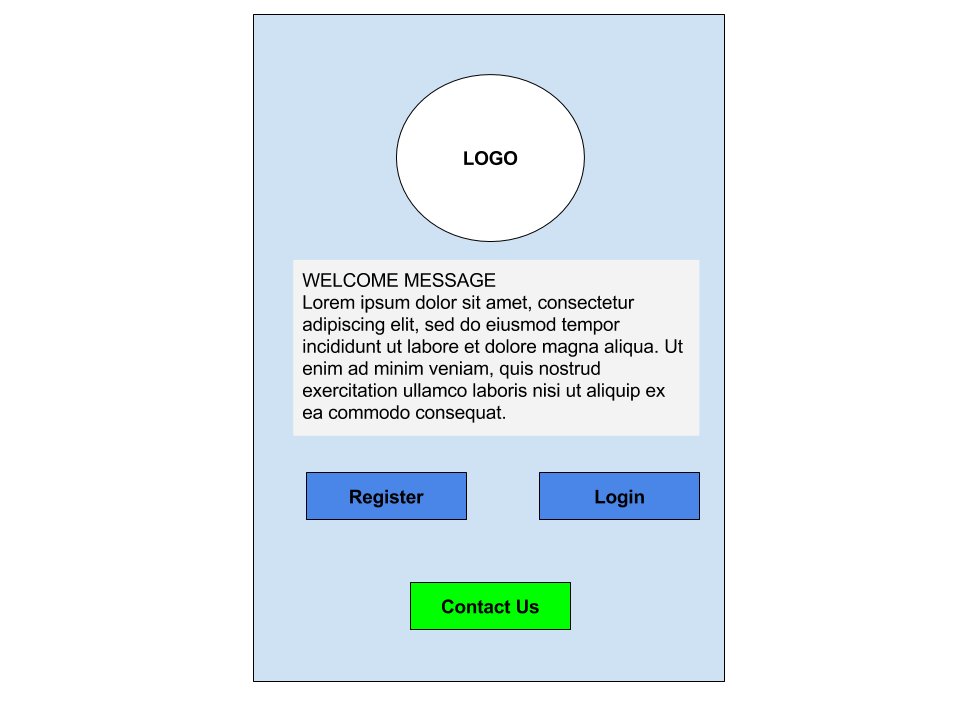 LOGO
WELCOME MESSAGE
Lorem ipsum dolor sit amet, consectetur
adipiscing elit, sed do eiusmod tempor
incididunt ut labore et dolore magna aliqua. Ut
enim ad minim veniam, quis nostrud
exercitation ullamco laboris nisi ut aliquip ex
ea commodo consequat.
Register
Login
Contact Us